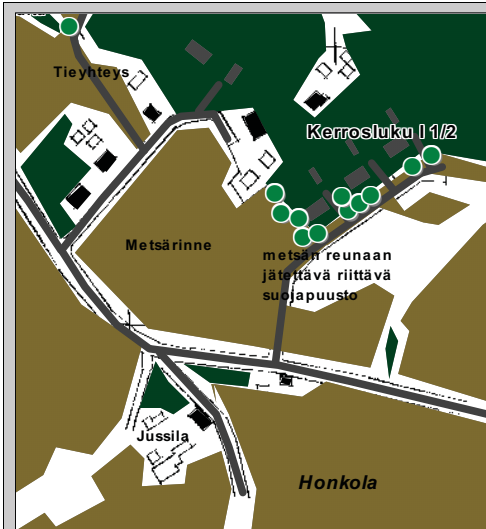 Tieyhteys
Kerrosluku I 1/2
Metsärinne
metsän reunaan
jätettävä riittävä
suojapuusto
Jussila
Honkola